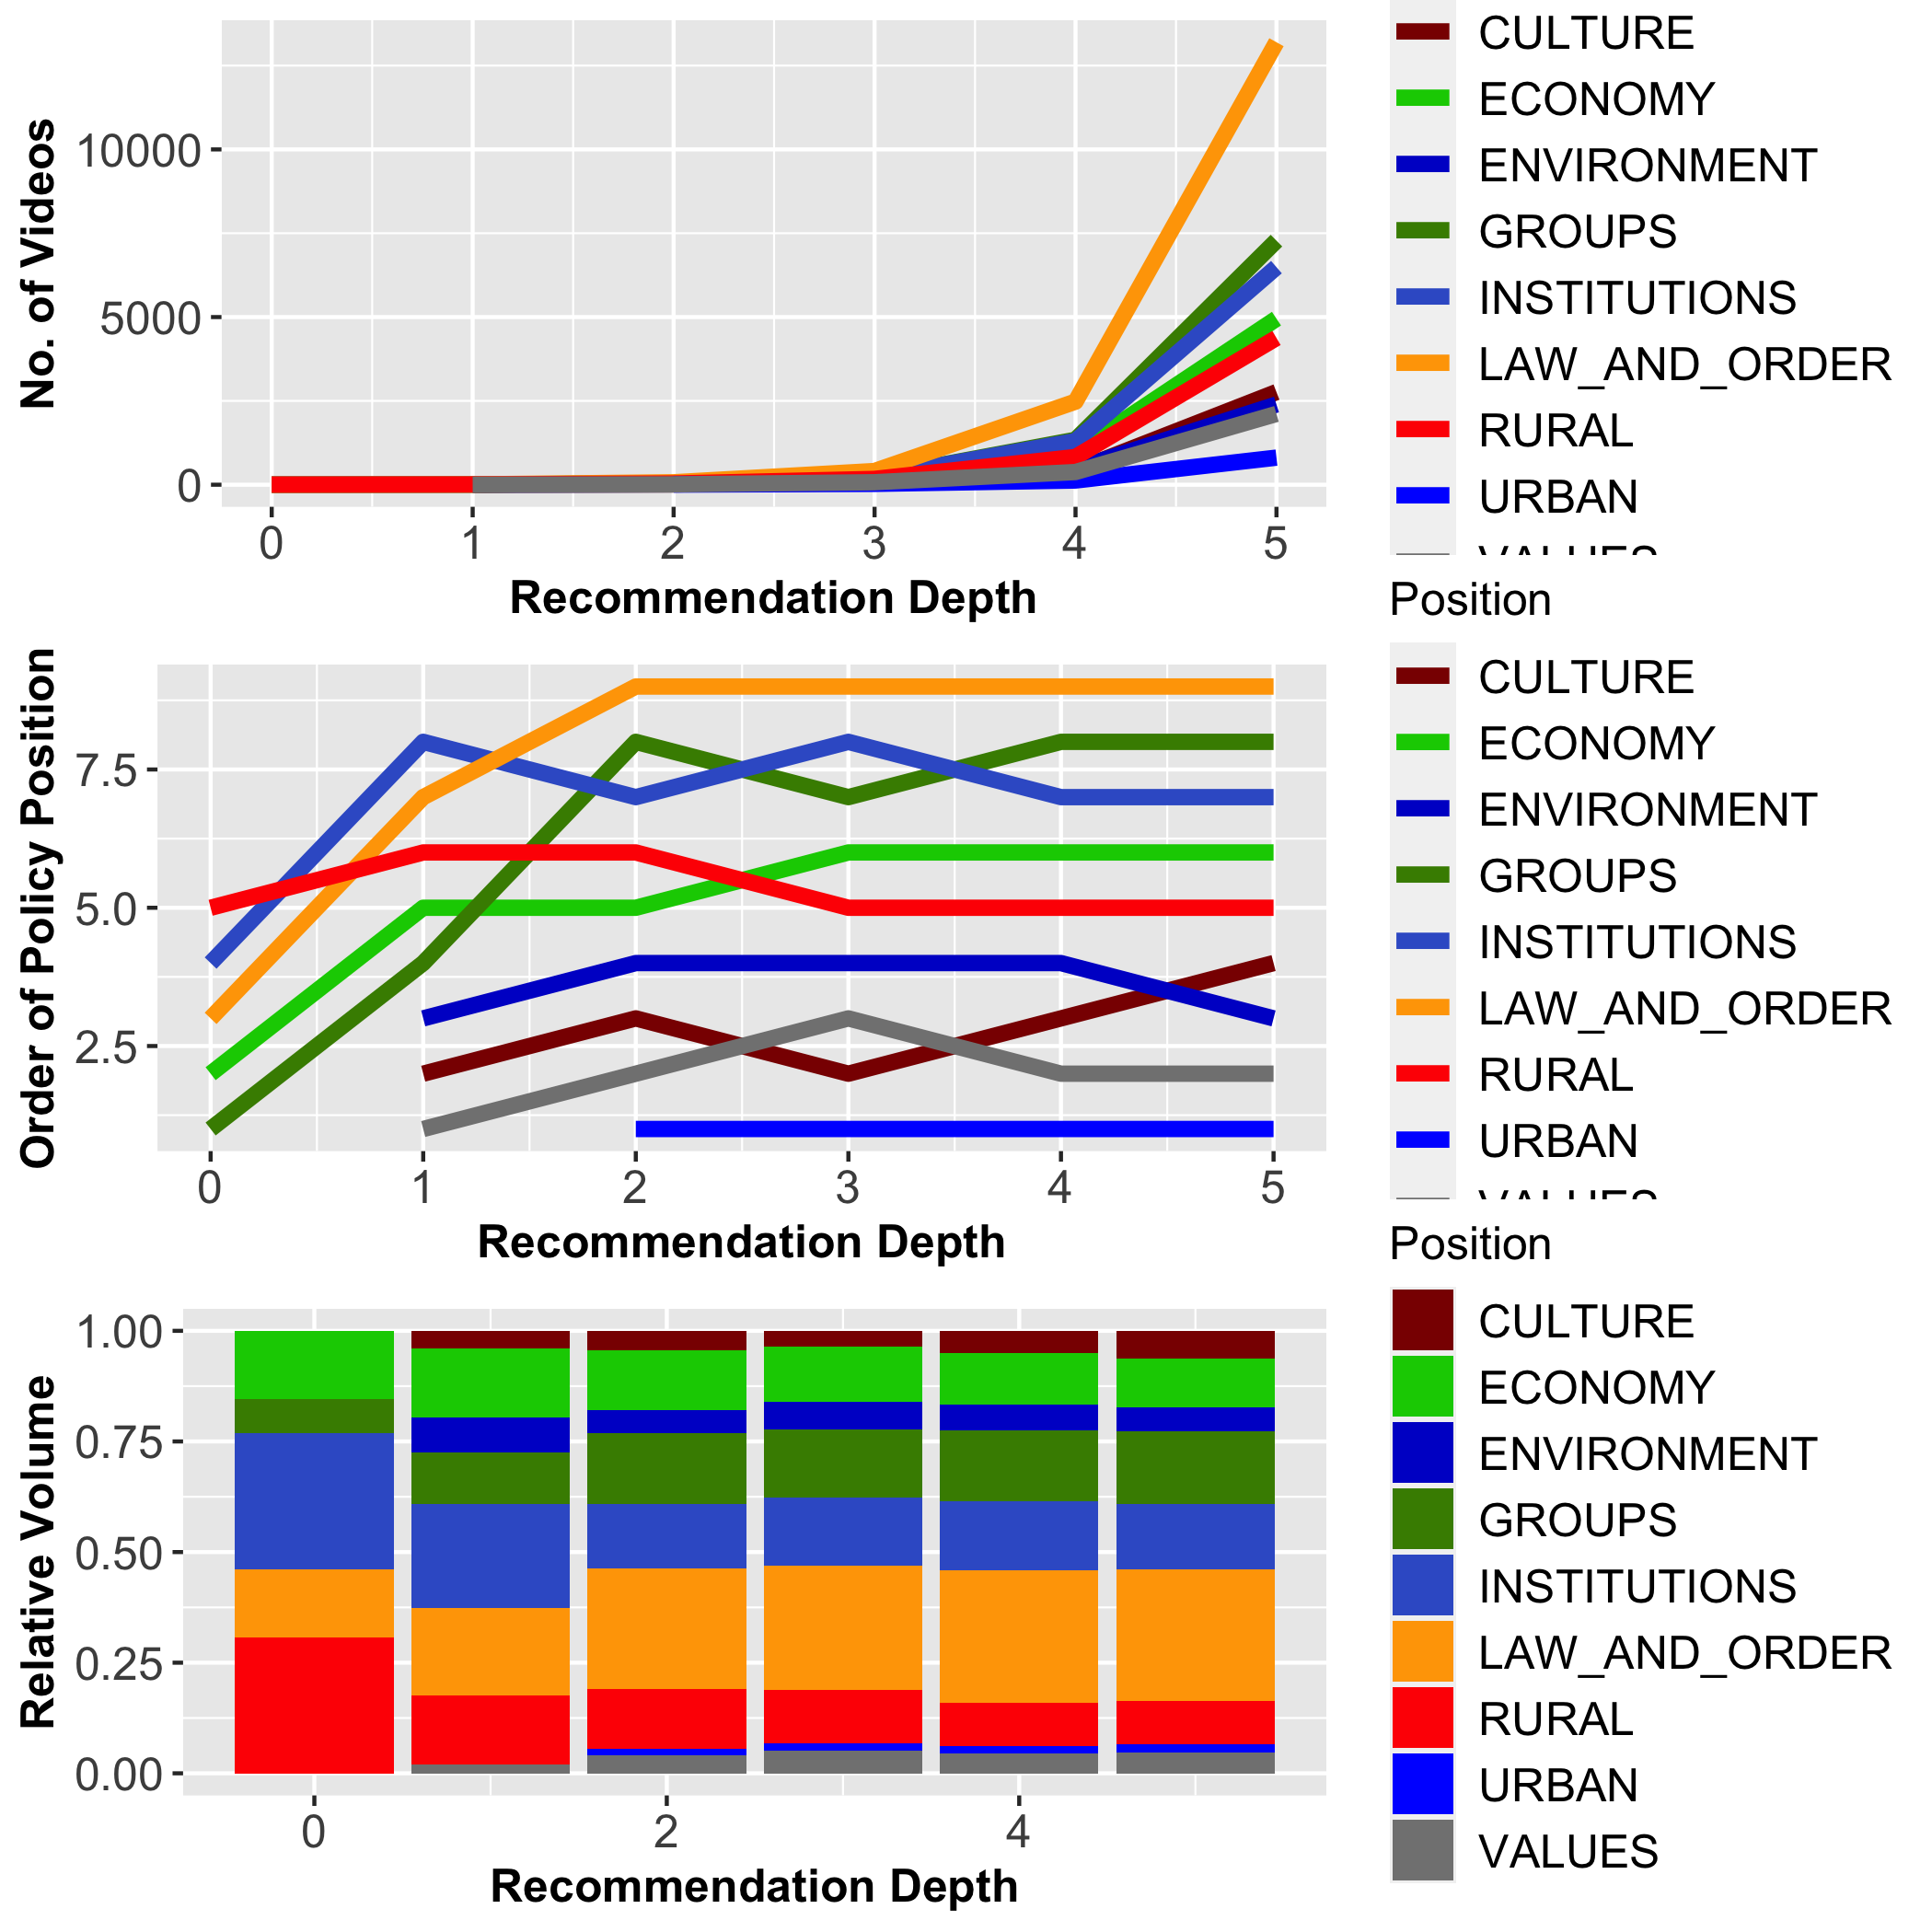 No. of Videos
10000
5000
0
0 1 2 3 4 5
Recommendation Depth
CULTURE
ECONOMY
ENVIRONMENT
GROUPS
INSTITUTIONS
LAW_AND_ORDER
RURAL
URBAN
VALUES
Order of Policy Position
7.5
5.0
2.5
0 1 2 3 4 5
Recommendation Depth
Position
CULTURE
ECONOMY
ENVIRONMENT
GROUPS
INSTITUTIONS
LAW_AND_ORDER
RURAL
URBAN
VALUES
Relative Volume
1.00
0.75
0.50
0.25
0.00
0 2 4
Recommendation Depth
Position
CULTURE
ECONOMY
ENVIRONMENT
GROUPS
INSTITUTIONS
LAW_AND_ORDER
RURAL
URBAN
VALUES